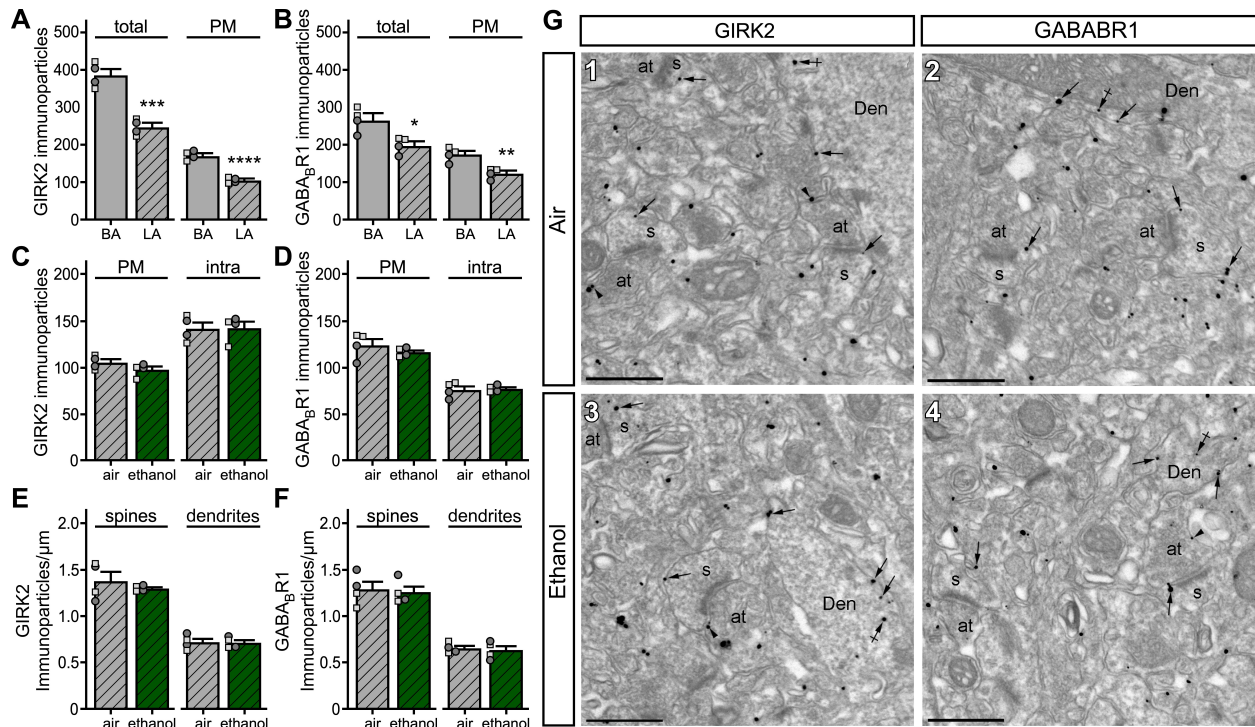 A
total
PM
GIRK2 immunoparticles
500
400
300
200
100
0
***
****
BA
LA
BA
LA
B
total
PM
GABABR1 immunoparticles
500
400
300
200
100
0
*
**
BA
LA
BA
LA
C
PM
intra
GIRK2 immunoparticles
200
150
100
50
0
air
ethanol
air
ethanol
D
PM
intra
GABABR1 immunoparticles
200
150
100
50
0
air
ethanol
air
ethanol
E
spines
dendrites
GIRK2
Immunoparticles/µm
2.0
1.5
1.0
0.5
0
air
ethanol
air
ethanol
F
spines
dendrites
GABABR1
Immunoparticles/µm
2.0
1.5
1.0
0.5
0
air
ethanol
air
ethanol
G
GIRK2
GABABR1
Air
Ethanol
1
at
s
Den
s
at
s
at
2
Den
at
at
s
s
3
s
at
s
at
Den
4
Den
at
s
s
at